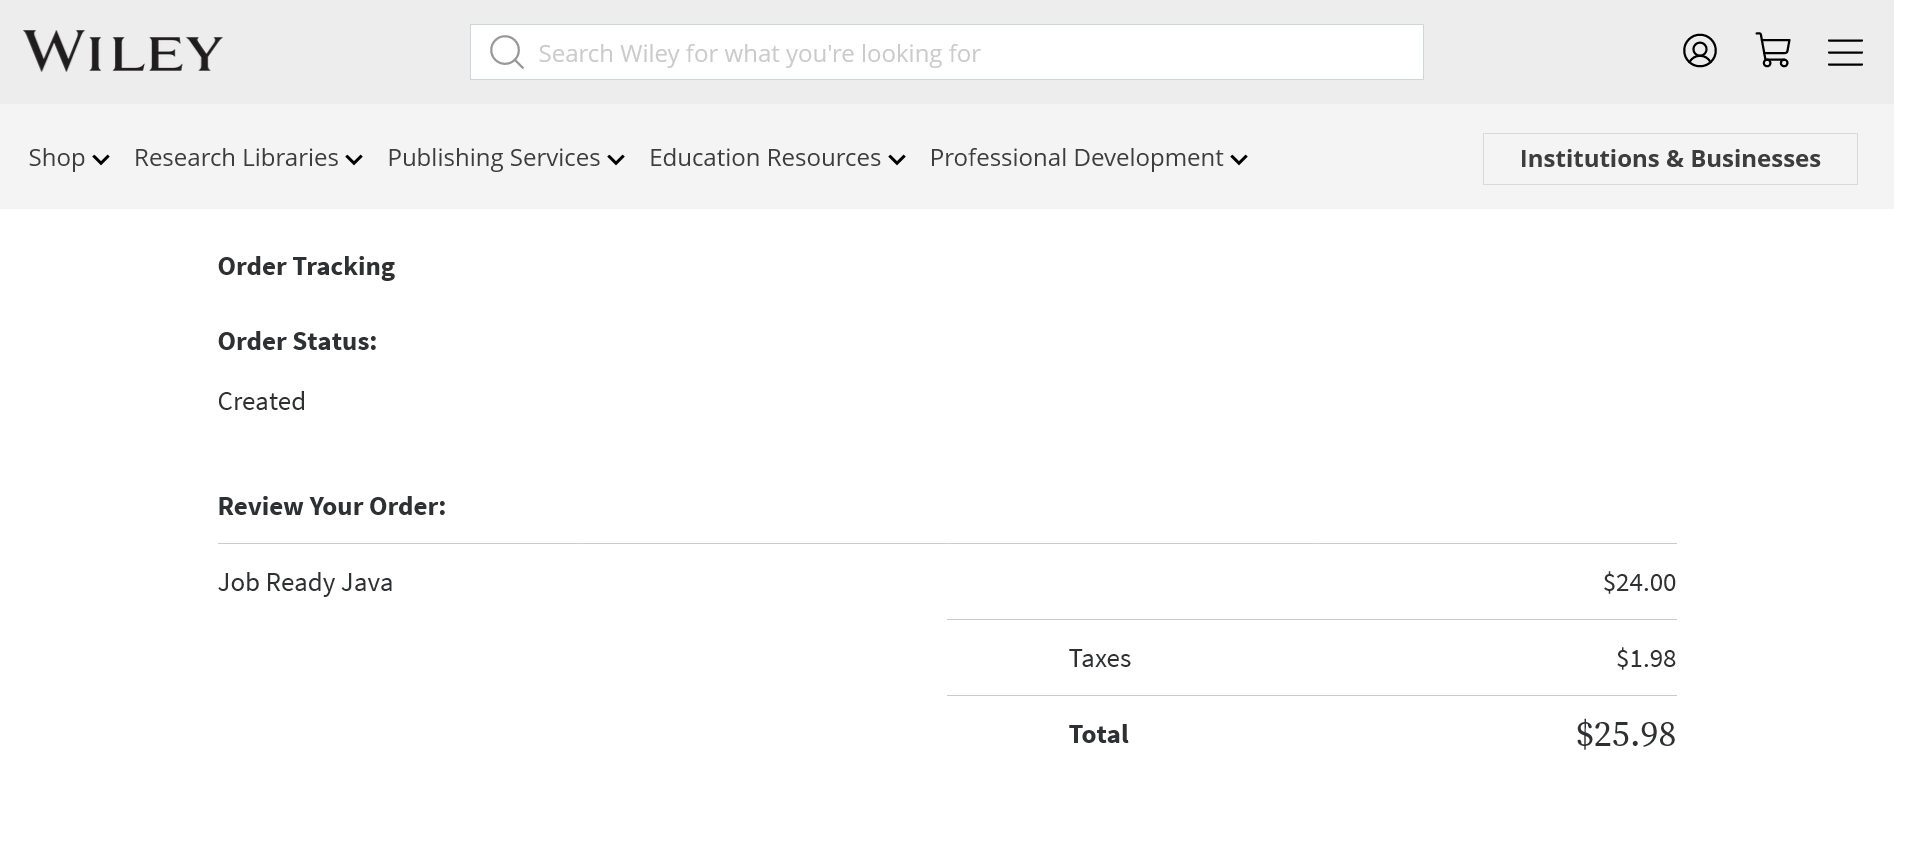 WILEY
Search Wiley for what you're looking for
Shop Research Libraries Publishing Services Education Resources Professional Development Institutions & Businesses
Order Tracking
Order Status:
Created
Review Your Order:
Job Ready Java $24.00
Taxes $1.98
Total $25.98